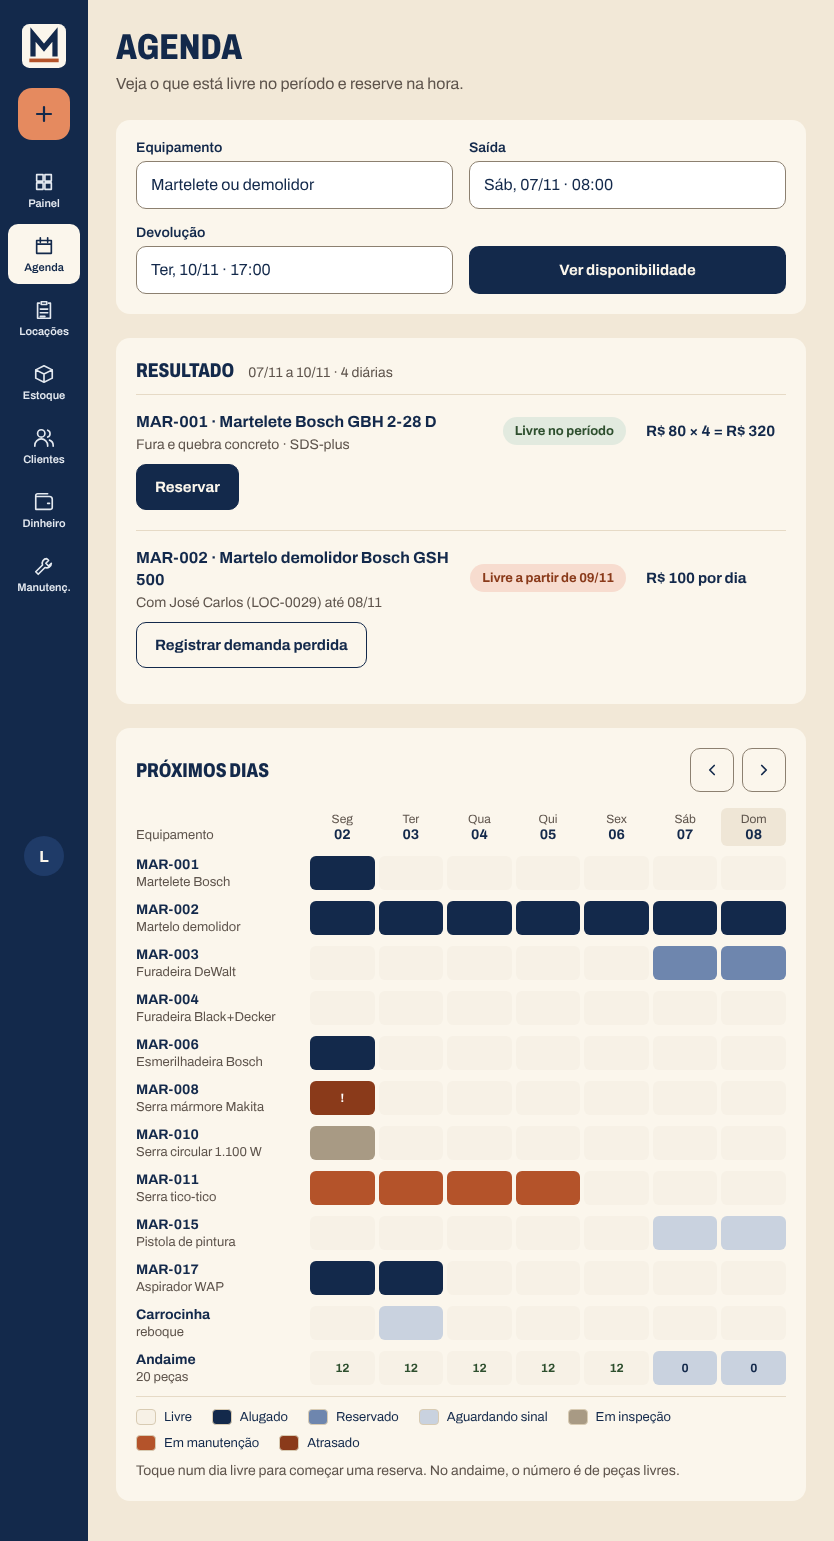 M
AGENDA
Veja o que está livre no período e reserve na hora.
+
Painel
Agenda
Locações
Estoque
Clientes
Dinheiro
Manutenç.
L
Equipamento
Saída
Martelete ou demolidor
Sáb, 07/11 · 08:00
Devolução
Ter, 10/11 · 17:00
Ver disponibilidade
RESULTADO 07/11 a 10/11 · 4 diárias
MAR-001 · Martelete Bosch GBH 2-28 D
Fura e quebra concreto · SDS-plus
Livre no período
R$ 80 × 4 = R$ 320
Reservar
MAR-002 · Martelo demolidor Bosch GSH
500
Com José Carlos (LOC-0029) até 08/11
Livre a partir de 09/11
R$ 100 por dia
Registrar demanda perdida
PRÓXIMOS DIAS
Seg Ter Qua Qui Sex Sáb Dom
Equipamento 02 03 04 05 06 07 08
MAR-001
Martelete Bosch
MAR-002
Martelo demolidor
MAR-003
Furadeira DeWalt
MAR-004
Furadeira Black+Decker
MAR-006
Esmerilhadeira Bosch
MAR-008
Serra mármore Makita
!
MAR-010
Serra circular 1.100 W
MAR-011
Serra tico-tico
MAR-015
Pistola de pintura
MAR-017
Aspirador WAP
Carrocinha
reboque
Andaime
20 peças
12 12 12 12 12 0 0
Livre Alugado Reservado Aguardando sinal Em inspeção
Em manutenção Atrasado
Toque num dia livre para começar uma reserva. No andaime, o número é de peças livres.